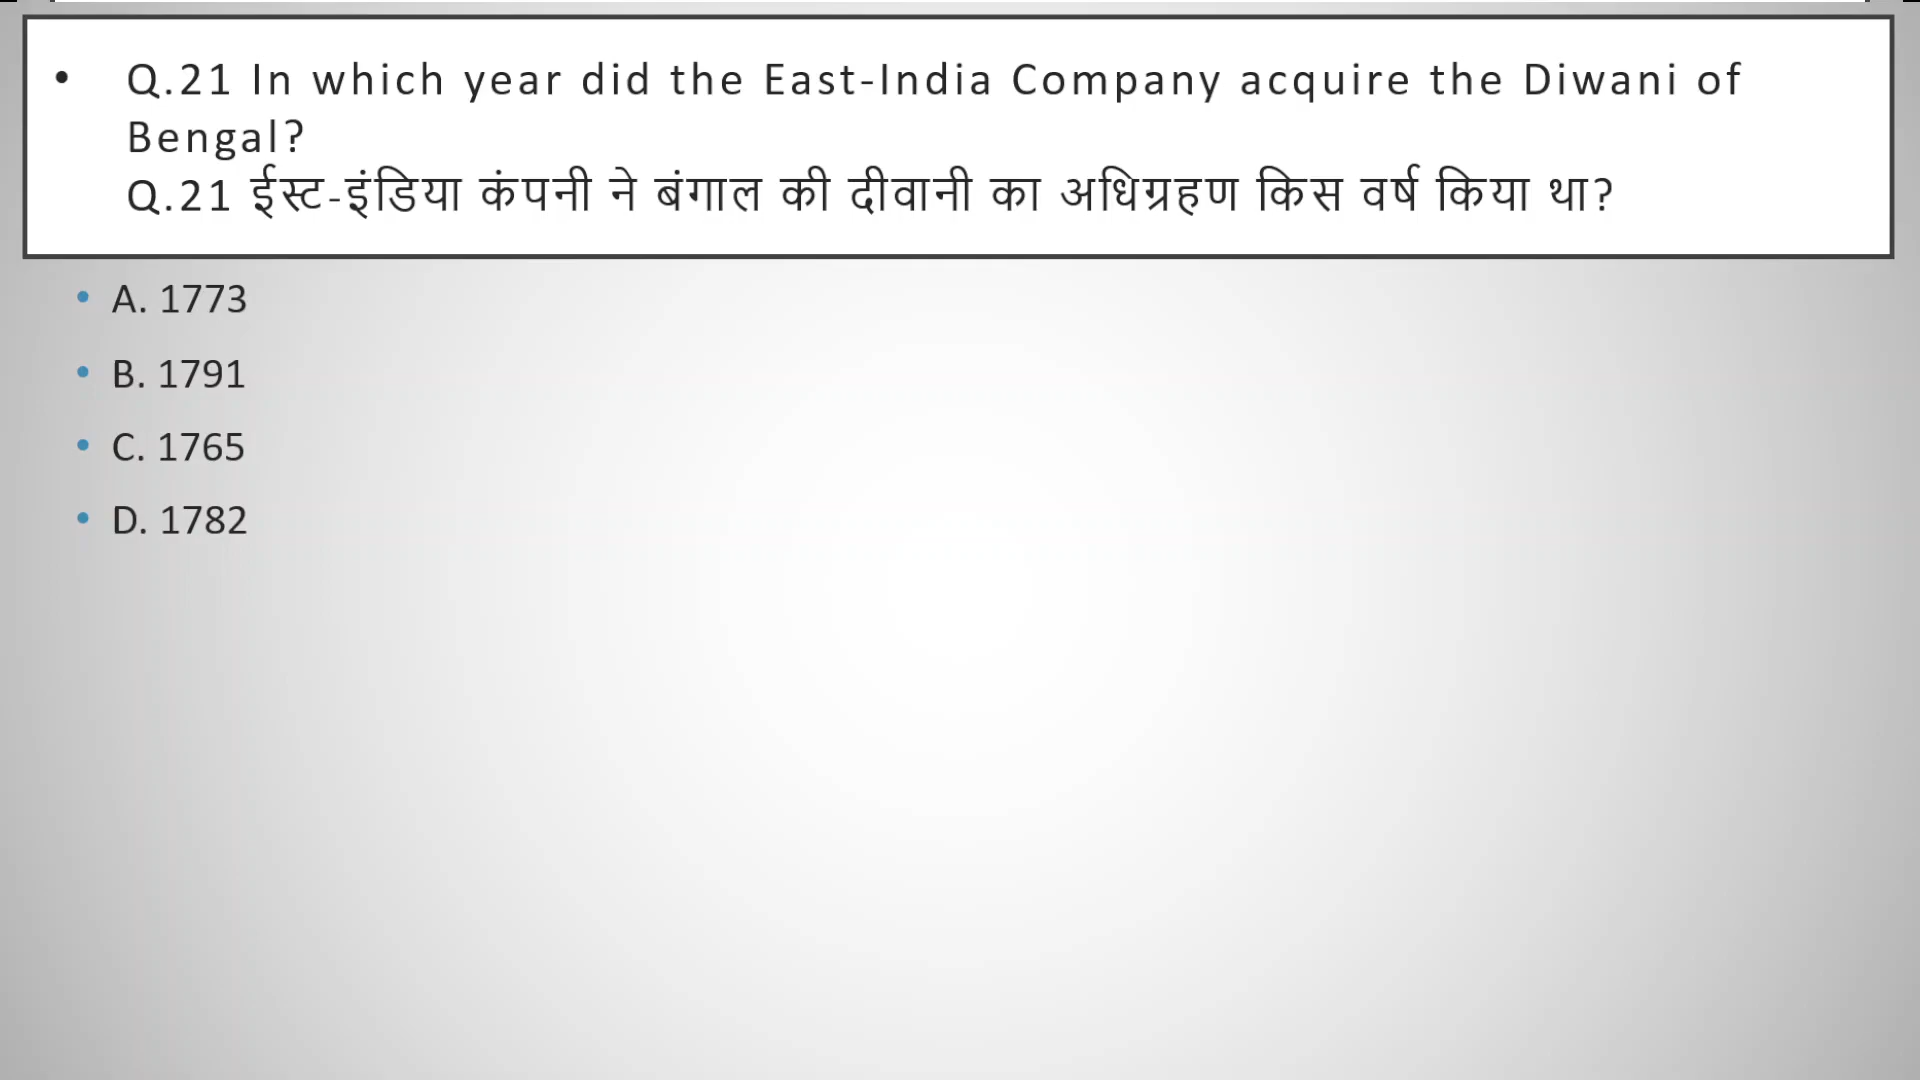 • Q.21 In which year did the East-India Company acquire the Diwani of
Bengal?
Q.21 ईस्ट-इंडिया कंपनी ने बंगाल की दीवानी का अधिग्रहण किस वर्ष किया था?
• A. 1773
• B. 1791
• C. 1765
• D. 1782